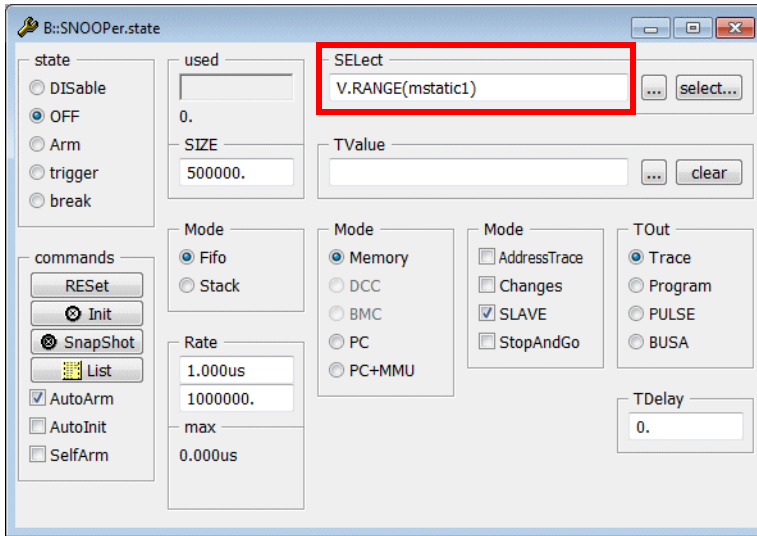 B::SNOOPer.state
state
DISable
OFF
Arm
trigger
break
used
0.
SIZE
500000.
SELect
V.RANGE(mstatic1)
...
select...
TValue
...
clear
commands
RESet
Init
SnapShot
List
AutoArm
AutoInit
SelfArm
Mode
Fifo
Stack
Rate
1.000us
1000000.
max
0.000us
Mode
Memory
DCC
BMC
PC
PC+MMU
Mode
AddressTrace
Changes
SLAVE
StopAndGo
TOut
Trace
Program
PULSE
BUSA
TDelay
0.